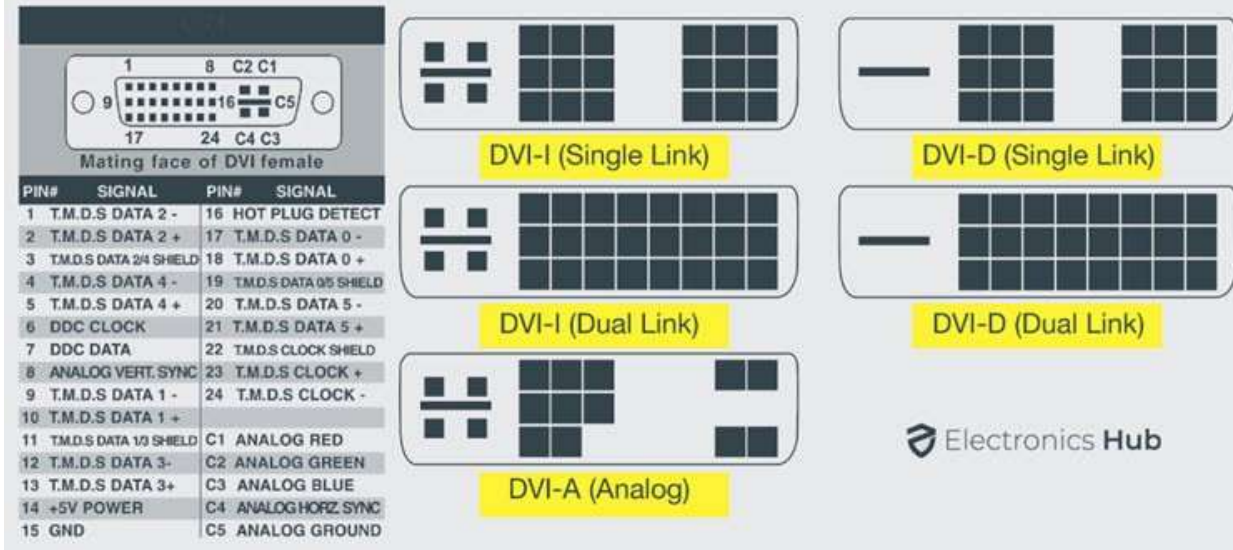 1 8 C2 C1
9 16 C5
17 24 C4 C3
Mating face of DVI female
PIN# SIGNAL PIN# SIGNAL
1 T.M.D.S DATA 2 - 16 HOT PLUG DETECT
2 T.M.D.S DATA 2 + 17 T.M.D.S DATA 0 -
3 T.M.D.S DATA 2/4 SHIELD 18 T.M.D.S DATA 0 +
4 T.M.D.S DATA 4 - 19 T.M.D.S DATA 0/5 SHIELD
5 T.M.D.S DATA 4 + 20 T.M.D.S DATA 5 -
6 DDC CLOCK 21 T.M.D.S DATA 5 +
7 DDC DATA 22 T.M.D.S CLOCK SHIELD
8 ANALOG VERT. SYNC 23 T.M.D.S CLOCK +
9 T.M.D.S DATA 1 - 24 T.M.D.S CLOCK -
10 T.M.D.S DATA 1 +
11 T.M.D.S DATA 1/3 SHIELD C1 ANALOG RED
12 T.M.D.S DATA 3- C2 ANALOG GREEN
13 T.M.D.S DATA 3+ C3 ANALOG BLUE
14 +5V POWER C4 ANALOG HORZ. SYNC
15 GND C5 ANALOG GROUND
DVI-I (Single Link)
DVI-D (Single Link)
DVI-I (Dual Link)
DVI-D (Dual Link)
DVI-A (Analog)
Electronics Hub